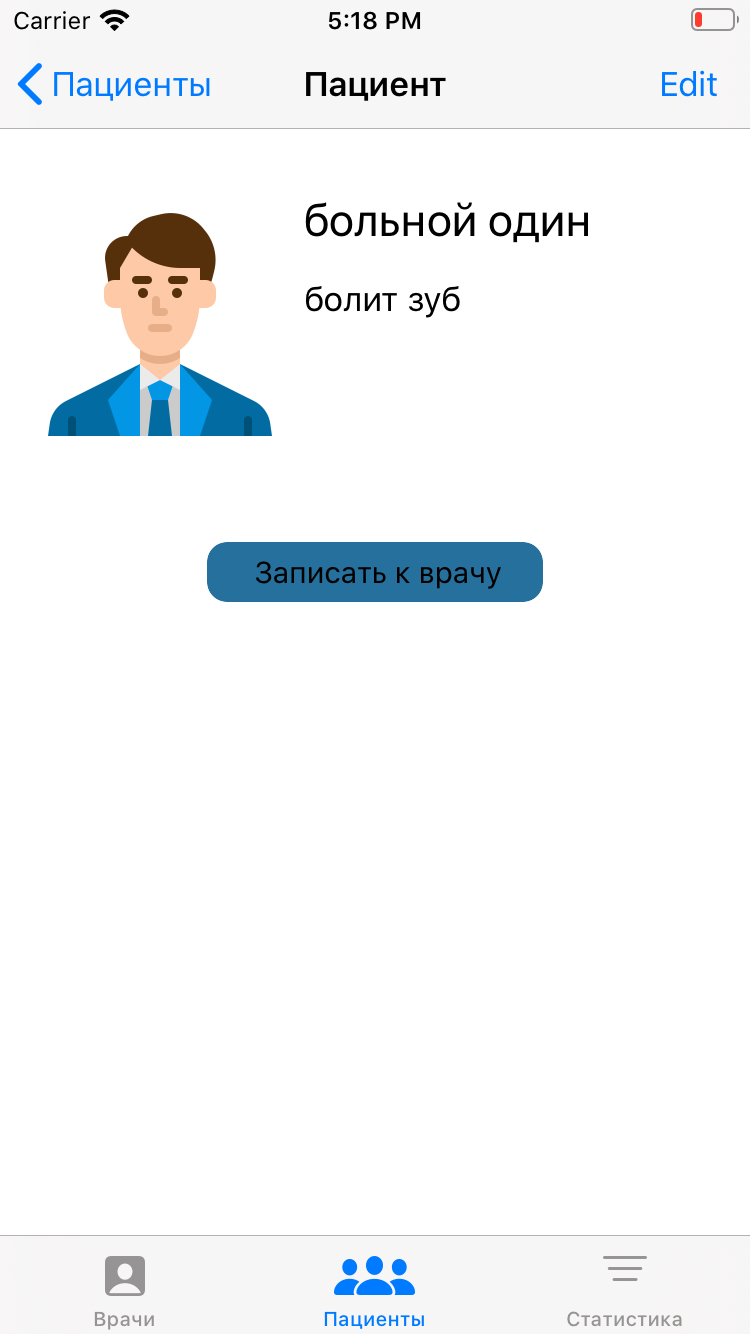 Carrier 5:18 PM
Пациенты Пациент Edit
больной один
болит зуб
Записать к врачу
Врачи Пациенты Статистика